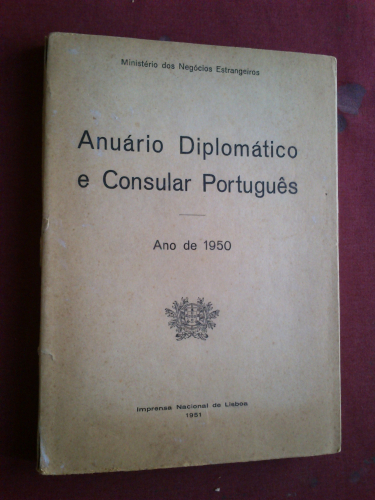 Ministério dos Negócios Estrangeiros
Anuário Diplomático
e Consular Português
Ano de 1950
Imprensa Nacional de Lisboa
1951